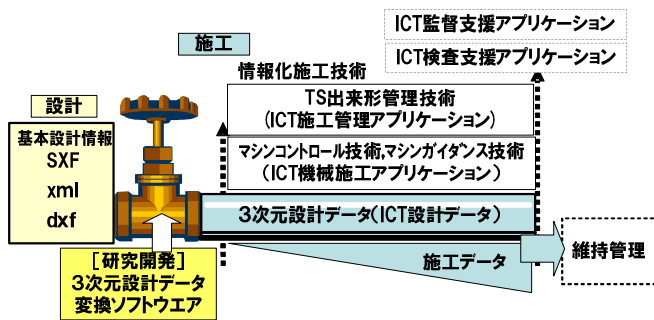 ICT監督支援アプリケーション
ICT検査支援アプリケーション
施工
情報化施工技術
TS出来形管理技術
(ICT施工管理アプリケーション)
マシンコントロール技術,マシンガイダンス技術
(ICT機械施工アプリケーション)
設計
基本設計情報
SXF
xml
dxf
3次元設計データ(ICT設計データ)
[研究開発]
3次元設計データ
変換ソフトウエア
施工データ
維持管理